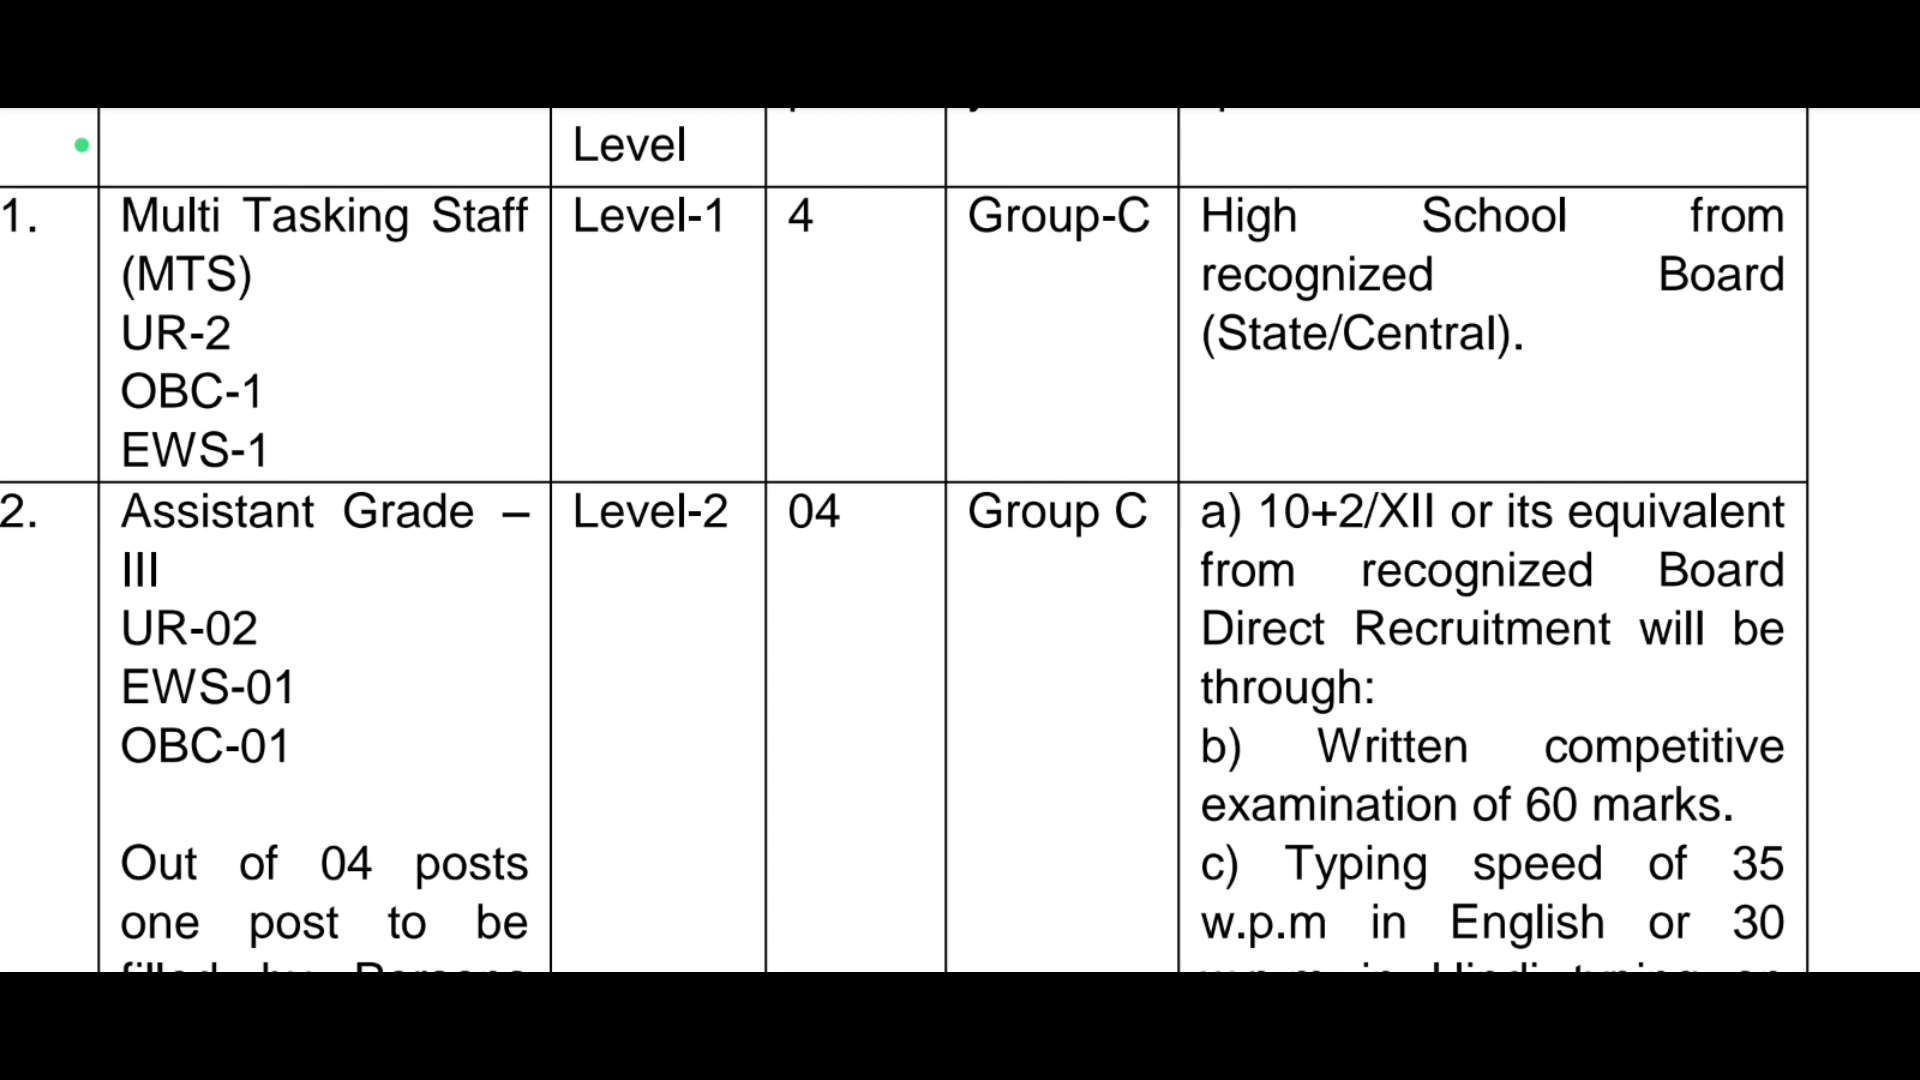 Level
1. Multi Tasking Staff Level-1 4 Group-C High School from
(MTS) recognized Board
UR-2 (State/Central).
OBC-1
EWS-1
2. Assistant Grade – Level-2 04 Group C a) 10+2/XII or its equivalent
III from recognized Board
UR-02 Direct Recruitment will be
EWS-01 through:
OBC-01 b) Written competitive
examination of 60 marks.
Out of 04 posts c) Typing speed of 35
one post to be w.p.m in English or 30